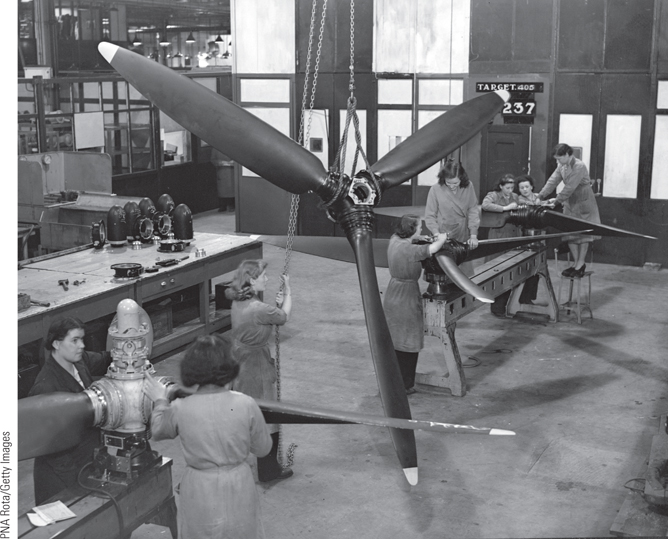 TARGET. 405
237
PNA Rota/Getty Images